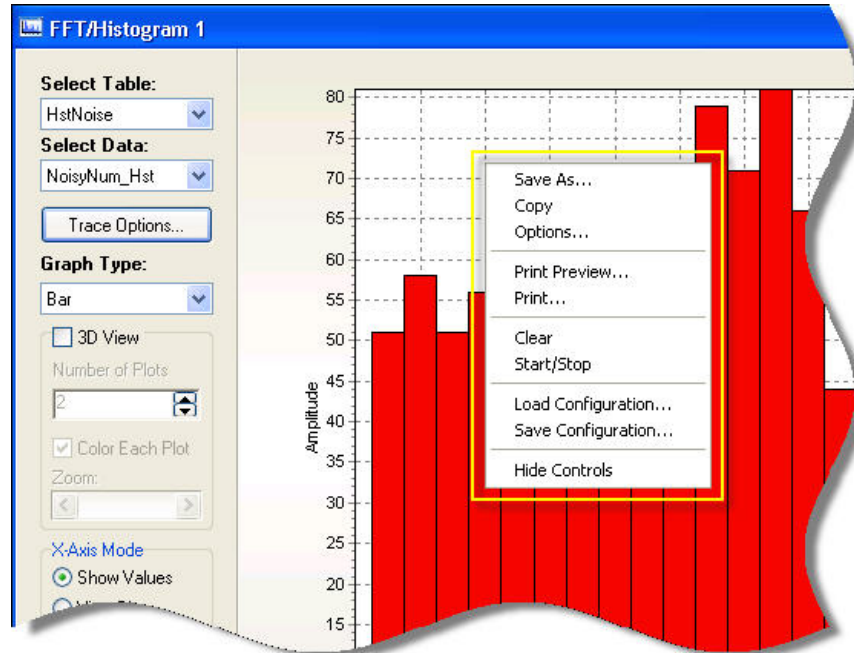 FFT/Histogram 1
Select Table:
HstNoise
Select Data:
NoisyNum_Hst
Trace Options...
Graph Type:
Bar
3D View
Number of Plots
2
Color Each Plot
Zoom:
X-Axis Mode
Show Values
Amplitude
80
75
70
65
60
55
50
45
40
35
30
25
20
15
Save As...
Copy
Options...
Print Preview...
Print...
Clear
Start/Stop
Load Configuration...
Save Configuration...
Hide Controls